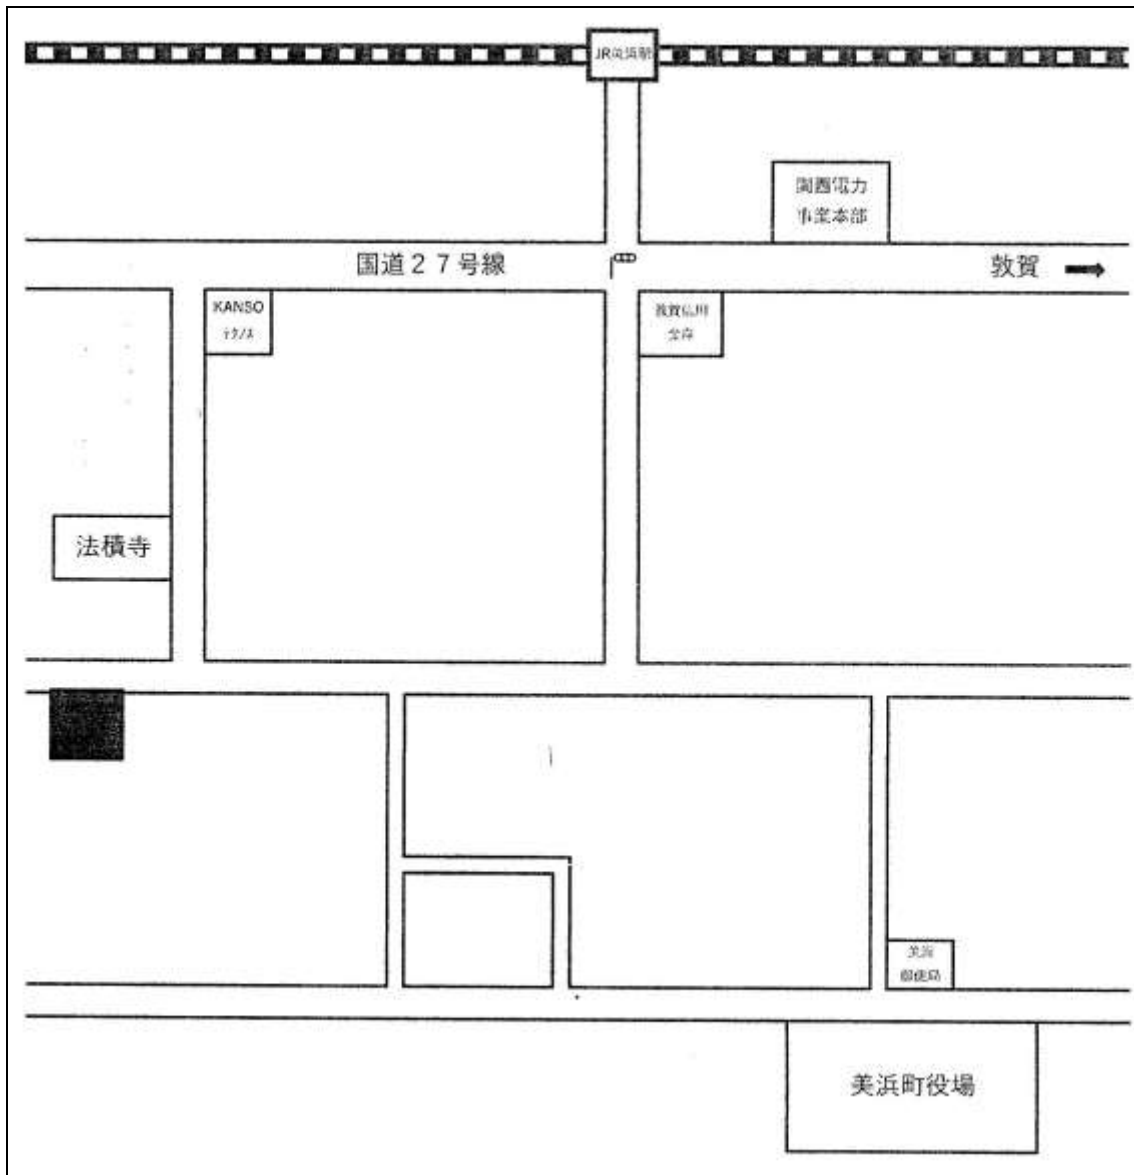 JR美浜駅
関西電力
事業本部
国道27号線
敦賀
KANSO
テクノス
敦賀信用
金庫
法積寺
美浜
郵便局
美浜町役場